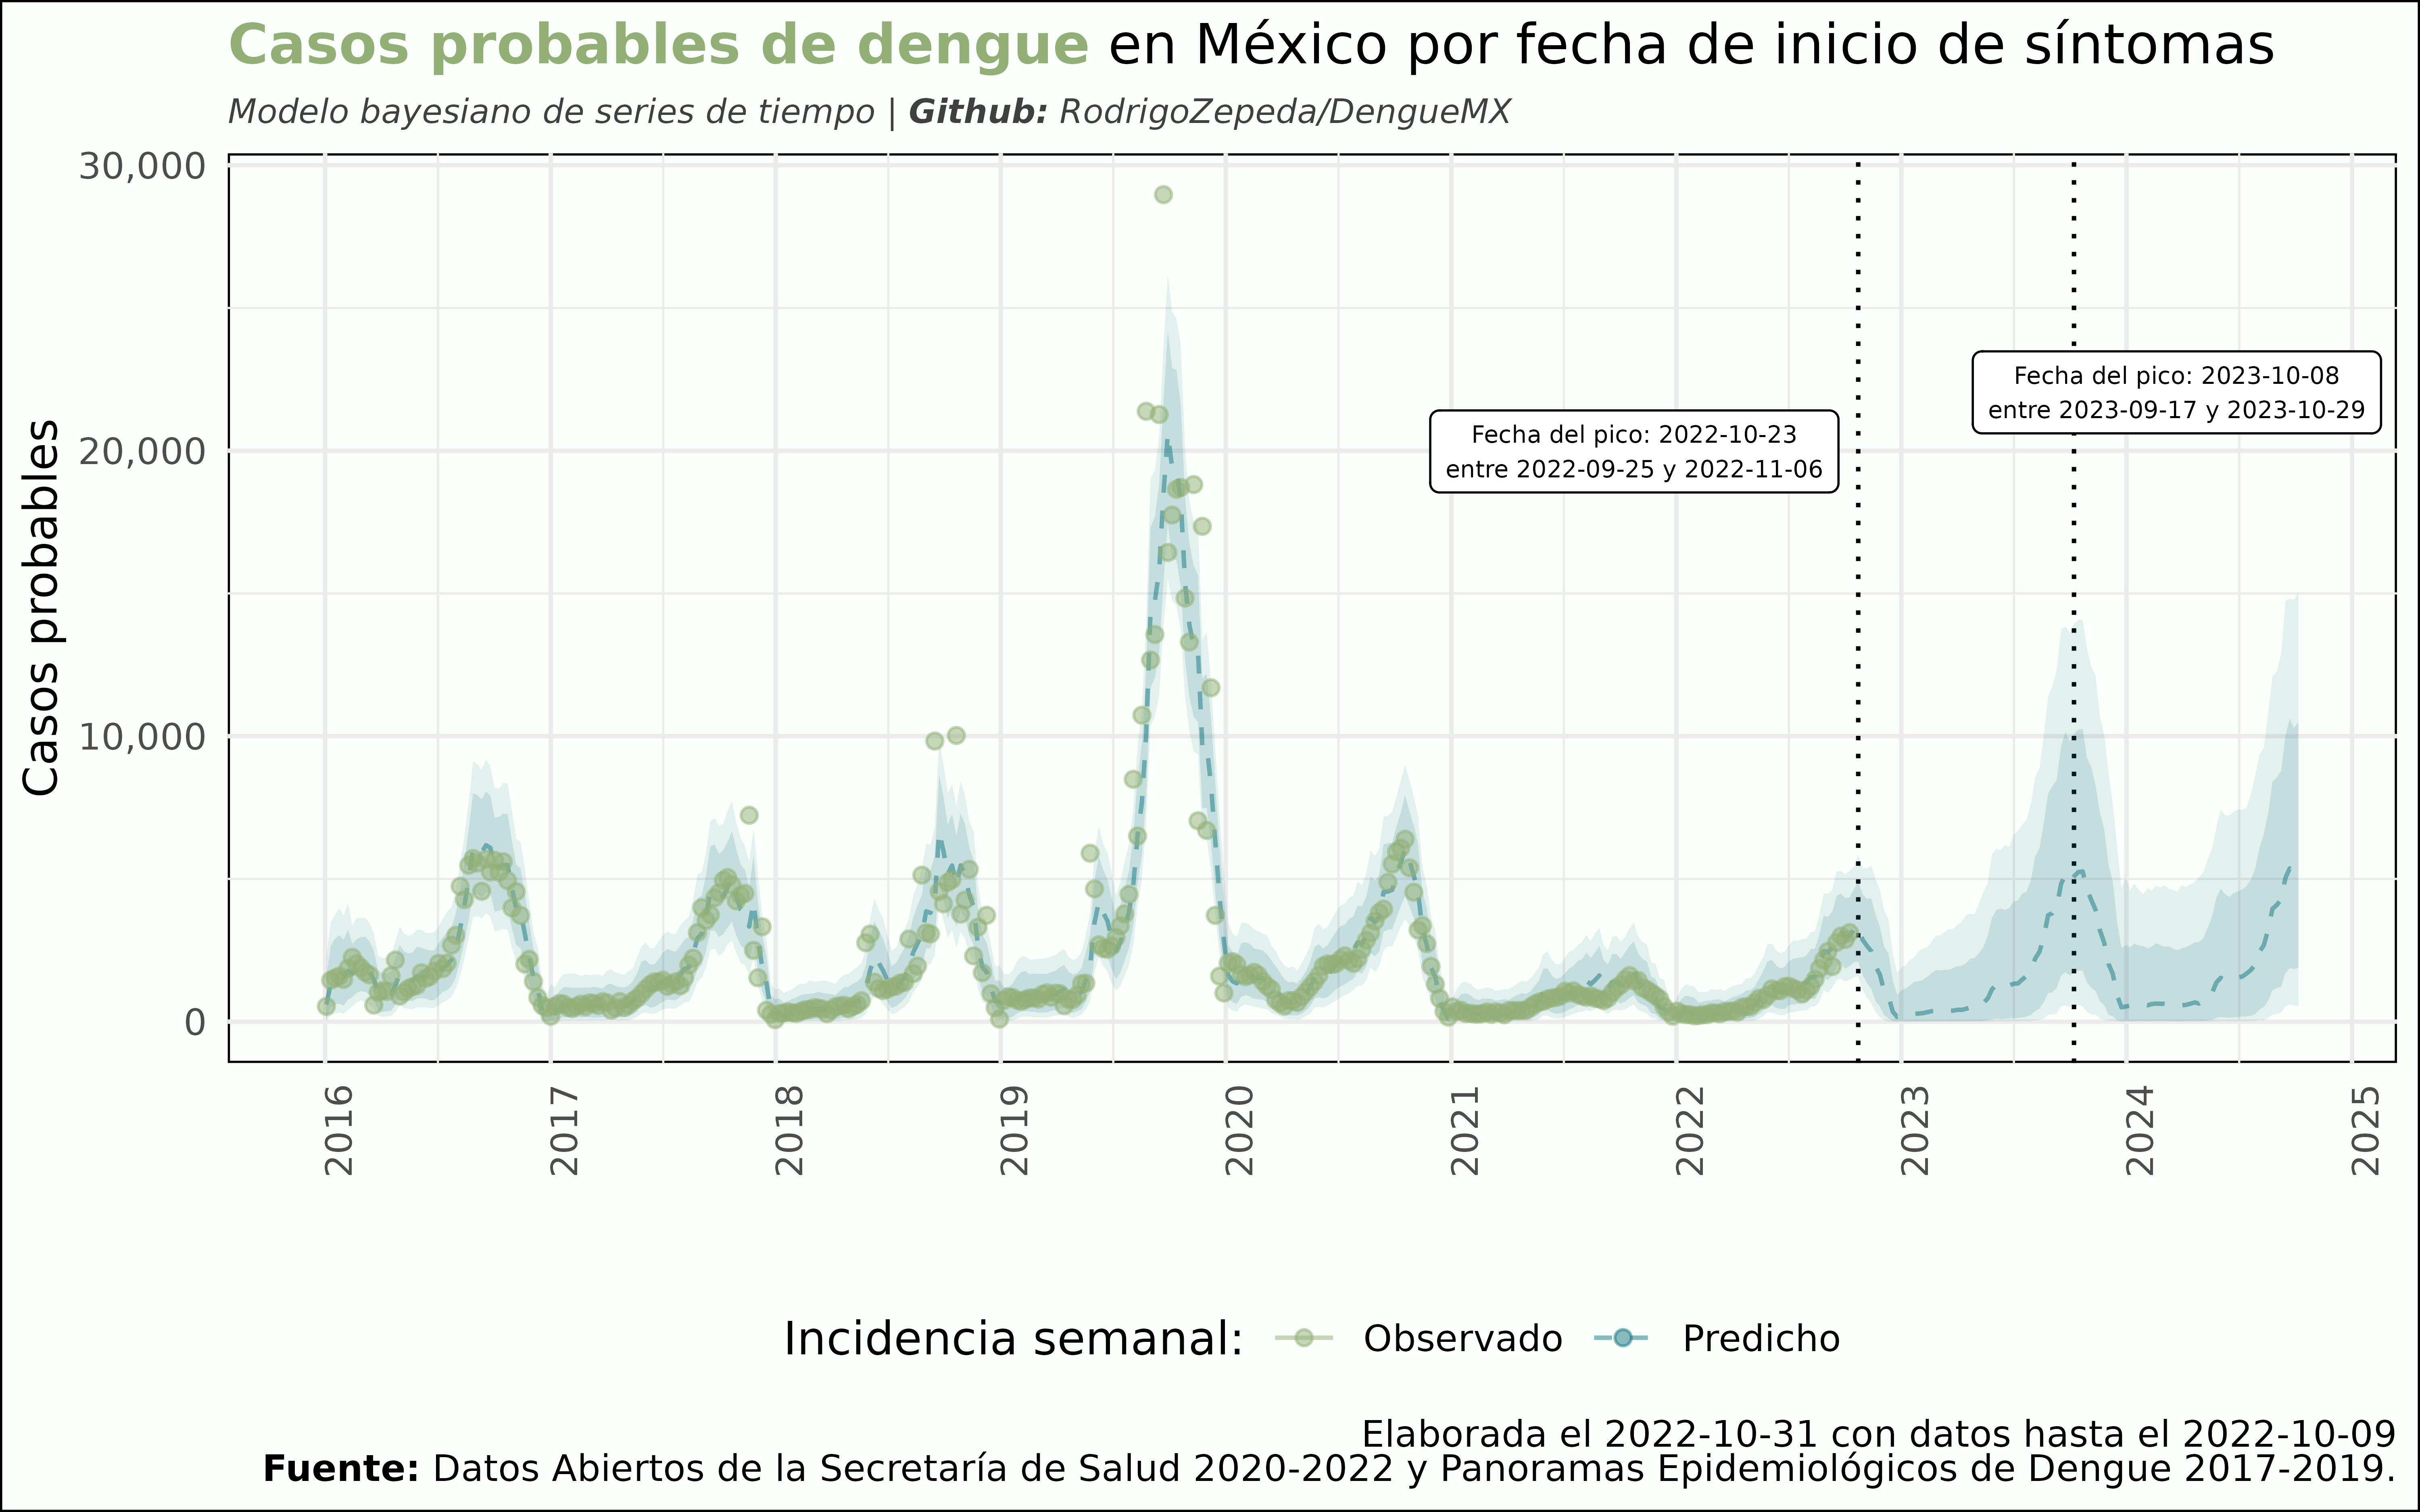 Casos probables de dengue en México por fecha de inicio de síntomas
Modelo bayesiano de series de tiempo | Github: RodrigoZepeda/DengueMX
Casos probables
30,000
20,000
10,000
0
Fecha del pico: 2022-10-23
entre 2022-09-25 y 2022-11-06
Fecha del pico: 2023-10-08
entre 2023-09-17 y 2023-10-29
2016
2017
2018
2019
2020
2021
2022
2023
2024
2025
Incidencia semanal: Observado Predicho
Elaborada el 2022-10-31 con datos hasta el 2022-10-09
Fuente: Datos Abiertos de la Secretaría de Salud 2020-2022 y Panoramas Epidemiológicos de Dengue 2017-2019.